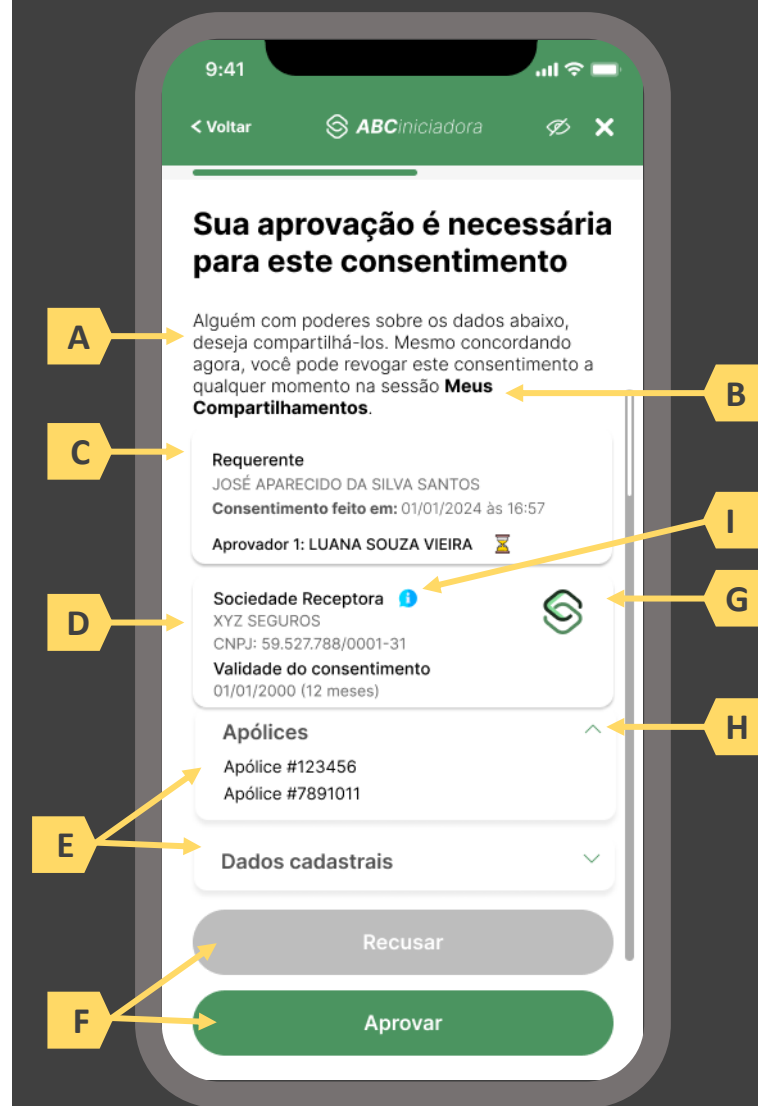 9:41
< Voltar
ABCiniciadora
Sua aprovação é necessária
para este consentimento
A
Alguém com poderes sobre os dados abaixo,
deseja compartilhá-los. Mesmo concordando
agora, você pode revogar este consentimento a
qualquer momento na sessão Meus
Compartilhamentos.
B
C
Requerente
JOSÉ APARECIDO DA SILVA SANTOS
Consentimento feito em: 01/01/2024 às 16:57
Aprovador 1: LUANA SOUZA VIEIRA
I
D
Sociedade Receptora
XYZ SEGUROS
CNPJ: 59.527.788/0001-31
Validade do consentimento
01/01/2000 (12 meses)
G
Apólices
H
Apólice #123456
Apólice #7891011
E
Dados cadastrais
Recusar
F
Aprovar